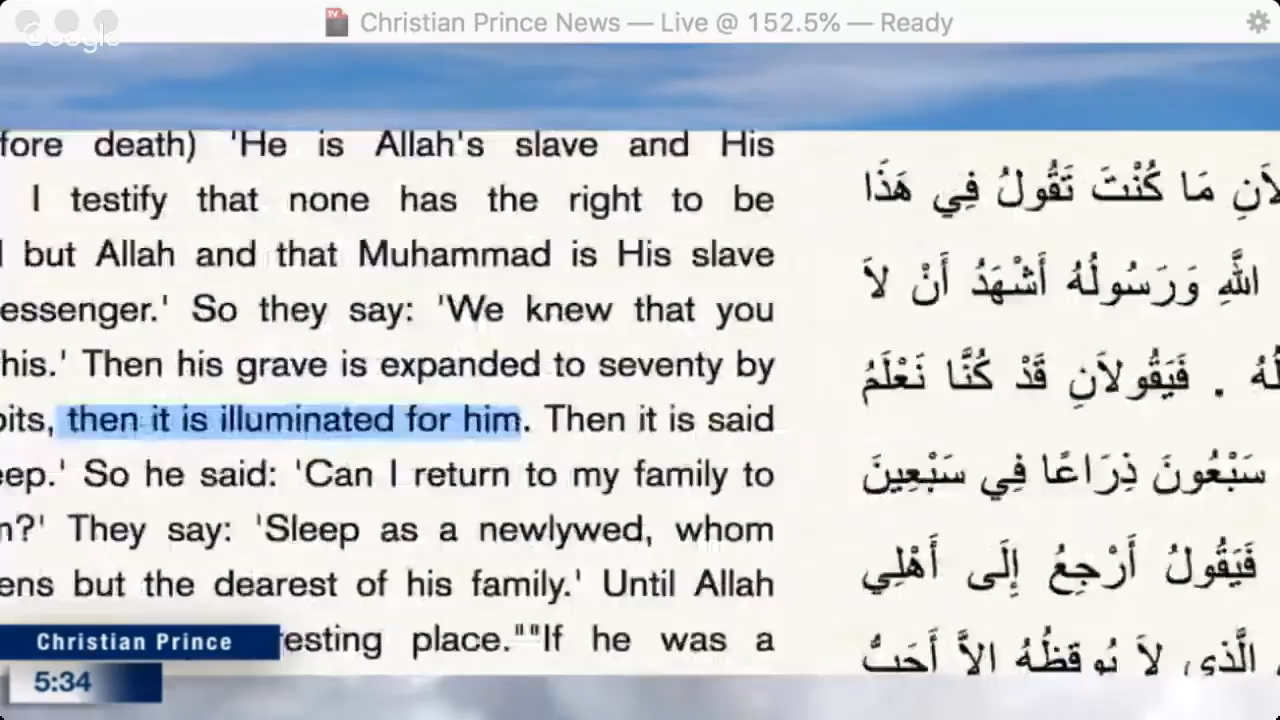 Christian Prince News — Live @ 152.5% — Ready
Google
fore death) 'He is Allah's slave and His
I testify that none has the right to be
but Allah and that Muhammad is His slave
essenger.' So they say: 'We knew that you
his.' Then his grave is expanded to seventy by
bits, then it is illuminated for him. Then it is said
eep.' So he said: 'Can I return to my family to
n?' They say: 'Sleep as a newlywed, whom
ens but the dearest of his family.' Until Allah
esting place.""If he was a
لاَنِ مَا كُنْتَ تَقُولُ فِي هَذَا
اللَّهِ وَرَسُولُهُ أَشْهَدُ أَنْ لاَ
لُهُ . فَيَقُولاَنِ قَدْ كُنَّا نَعْلَمُ
سَبْعُونَ ذِرَاعًا فِي سَبْعِينَ
فَيَقُولُ أَرْجِعُ إِلَى أَهْلِي
الَّذِي لاَ يُوقِظُهُ إِلاَّ أَحَبُّ
Christian Prince
5:34